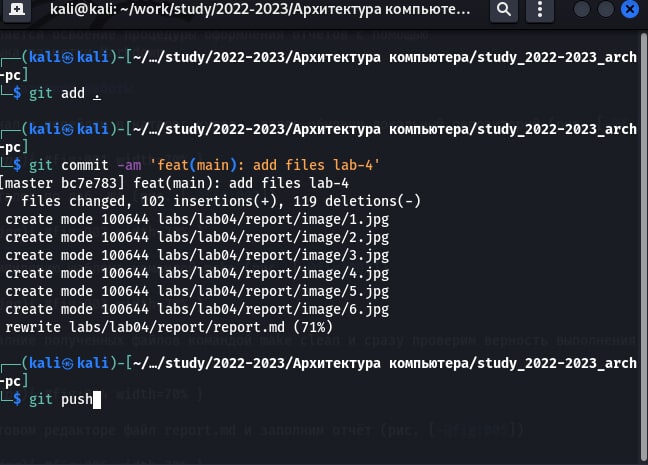 kali@kali: ~/work/study/2022-2023/Архитектура компьюте...
(kali㉿kali)-[~/…/study/2022-2023/Архитектура компьютера/study_2022-2023_arch
-pc]
$ git add .
(kali㉿kali)-[~/…/study/2022-2023/Архитектура компьютера/study_2022-2023_arch
-pc]
$ git commit -am 'feat(main): add files lab-4'
[master bc7e783] feat(main): add files lab-4
7 files changed, 102 insertions(+), 119 deletions(-)
create mode 100644 labs/lab04/report/image/1.jpg
create mode 100644 labs/lab04/report/image/2.jpg
create mode 100644 labs/lab04/report/image/3.jpg
create mode 100644 labs/lab04/report/image/4.jpg
create mode 100644 labs/lab04/report/image/5.jpg
create mode 100644 labs/lab04/report/image/6.jpg
rewrite labs/lab04/report/report.md (71%)
(kali㉿kali)-[~/…/study/2022-2023/Архитектура компьютера/study_2022-2023_arch
-pc]
$ git push